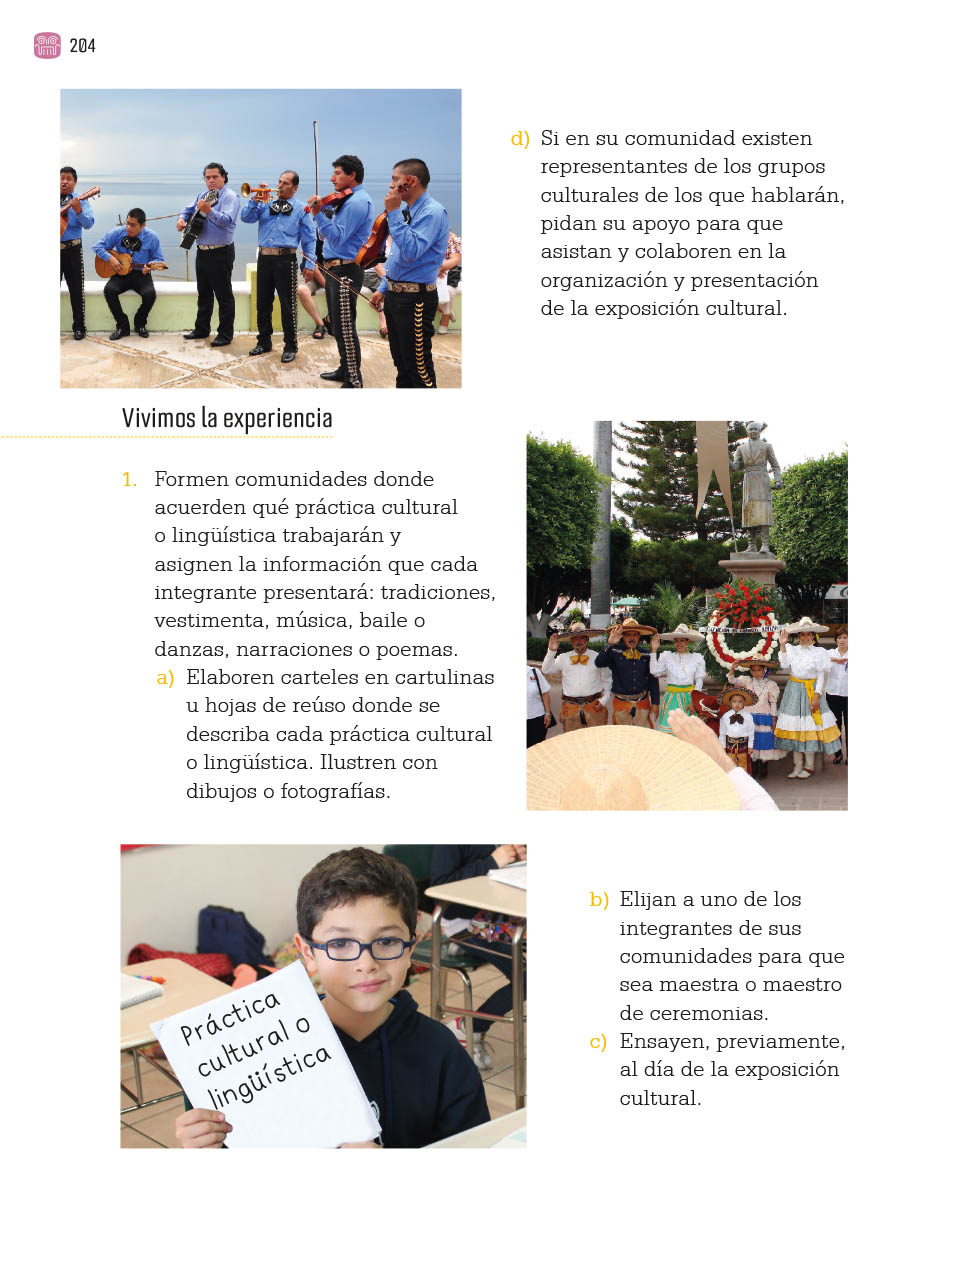 204
d) Si en su comunidad existen
representantes de los grupos
culturales de los que hablarán,
pidan su apoyo para que
asistan y colaboren en la
organización y presentación
de la exposición cultural.
Vivimos la experiencia
1. Formen comunidades donde
acuerden qué práctica cultural
o lingüística trabajarán y
asignen la información que cada
integrante presentará: tradiciones,
vestimenta, música, baile o
danzas, narraciones o poemas.
a) Elaboren carteles en cartulinas
u hojas de reúso donde se
describa cada práctica cultural
o lingüística. Ilustren con
dibujos o fotografías.
Práctica
cultural o
lingüística
b) Elijan a uno de los
integrantes de sus
comunidades para que
sea maestra o maestro
de ceremonias.
c) Ensayen, previamente,
al día de la exposición
cultural.